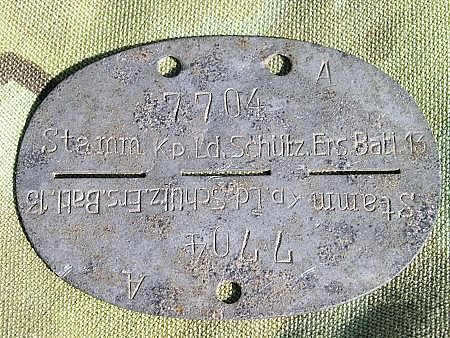 A
7704
Stamm. Kp. Ld. Schütz. Ers. Batl. 13
A
7704
Stamm. Kp. Ld. Schütz. Ers. Batl. 13